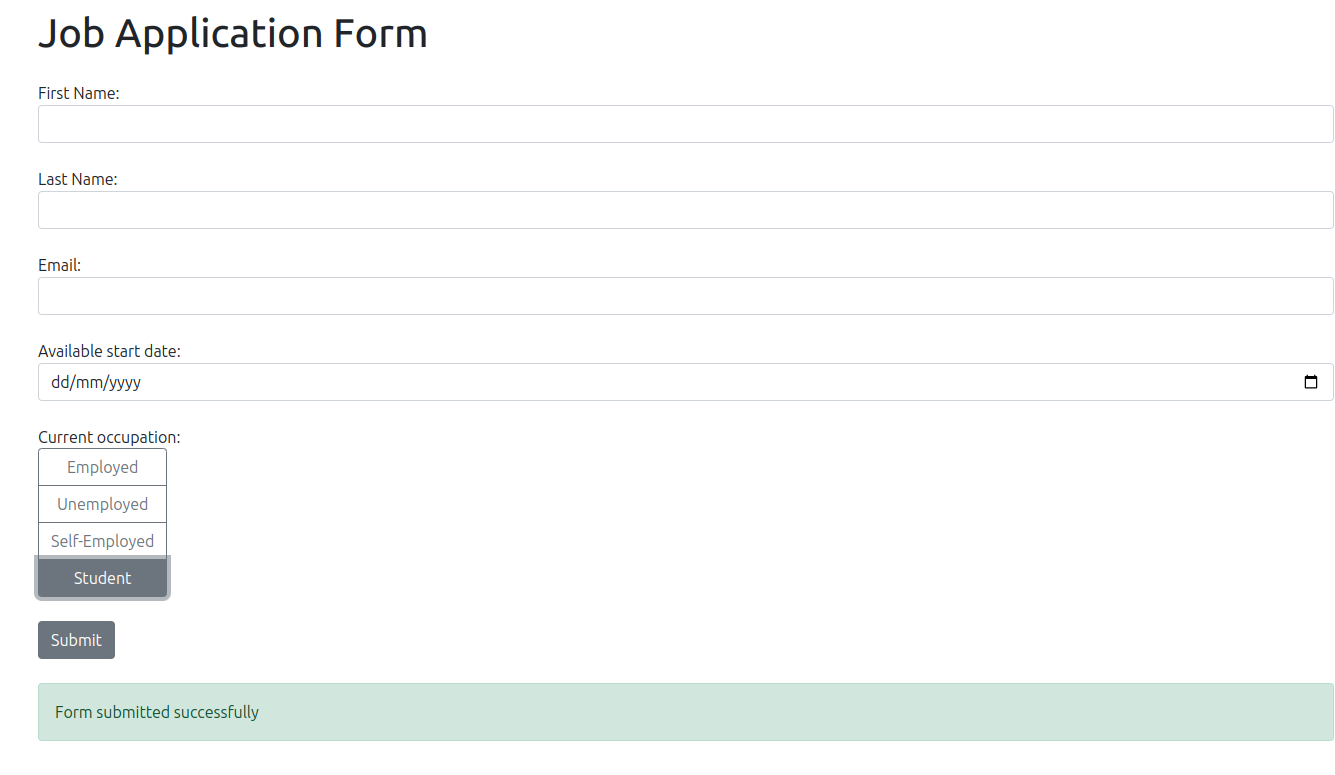 Job Application Form
First Name:
Last Name:
Email:
Available start date:
dd/mm/yyyy
Current occupation:
Employed
Unemployed
Self-Employed
Student
Submit
Form submitted successfully